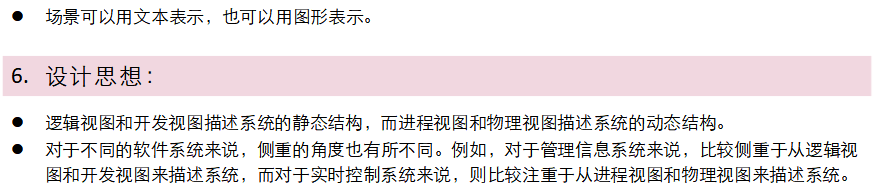 ● 场景可以用文本表示，也可以用图形表示。
6. 设计思想：
● 逻辑视图和开发视图描述系统的静态结构，而进程视图和物理视图描述系统的动态结构。
● 对于不同的软件系统来说，侧重的角度也有所不同。例如，对于管理信息系统来说，比较侧重于从逻辑视
图和开发视图来描述系统，而对于实时控制系统来说，则比较注重于从进程视图和物理视图来描述系统。